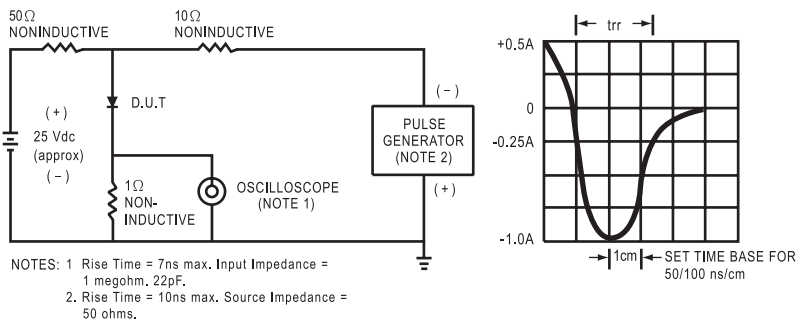 50Ω
NONINDUCTIVE
10Ω
NONINDUCTIVE
(+)
25 Vdc
(approx)
(-)
D.U.T
1Ω
NON-
INDUCTIVE
OSCILLOSCOPE
(NOTE 1)
(-)
PULSE
GENERATOR
(NOTE 2)
(+)
NOTES: 1 Rise Time = 7ns max. Input Impedance =
1 megohm. 22pF.
2. Rise Time = 10ns max. Source Impedance =
50 ohms.
trr
+0.5A
0
-0.25A
-1.0A
1cm
SET TIME BASE FOR
50/100 ns/cm